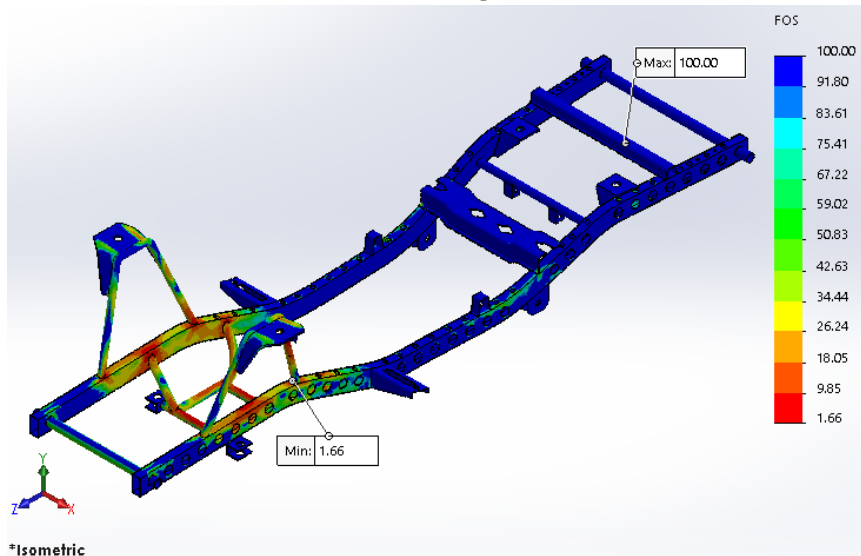 FOS
100.00
91.80
83.61
75.41
67.22
59.02
50.83
42.63
34.44
26.24
18.05
9.85
1.66
Max: 100.00
Min: 1.66
Y
Z
X
*Isometric